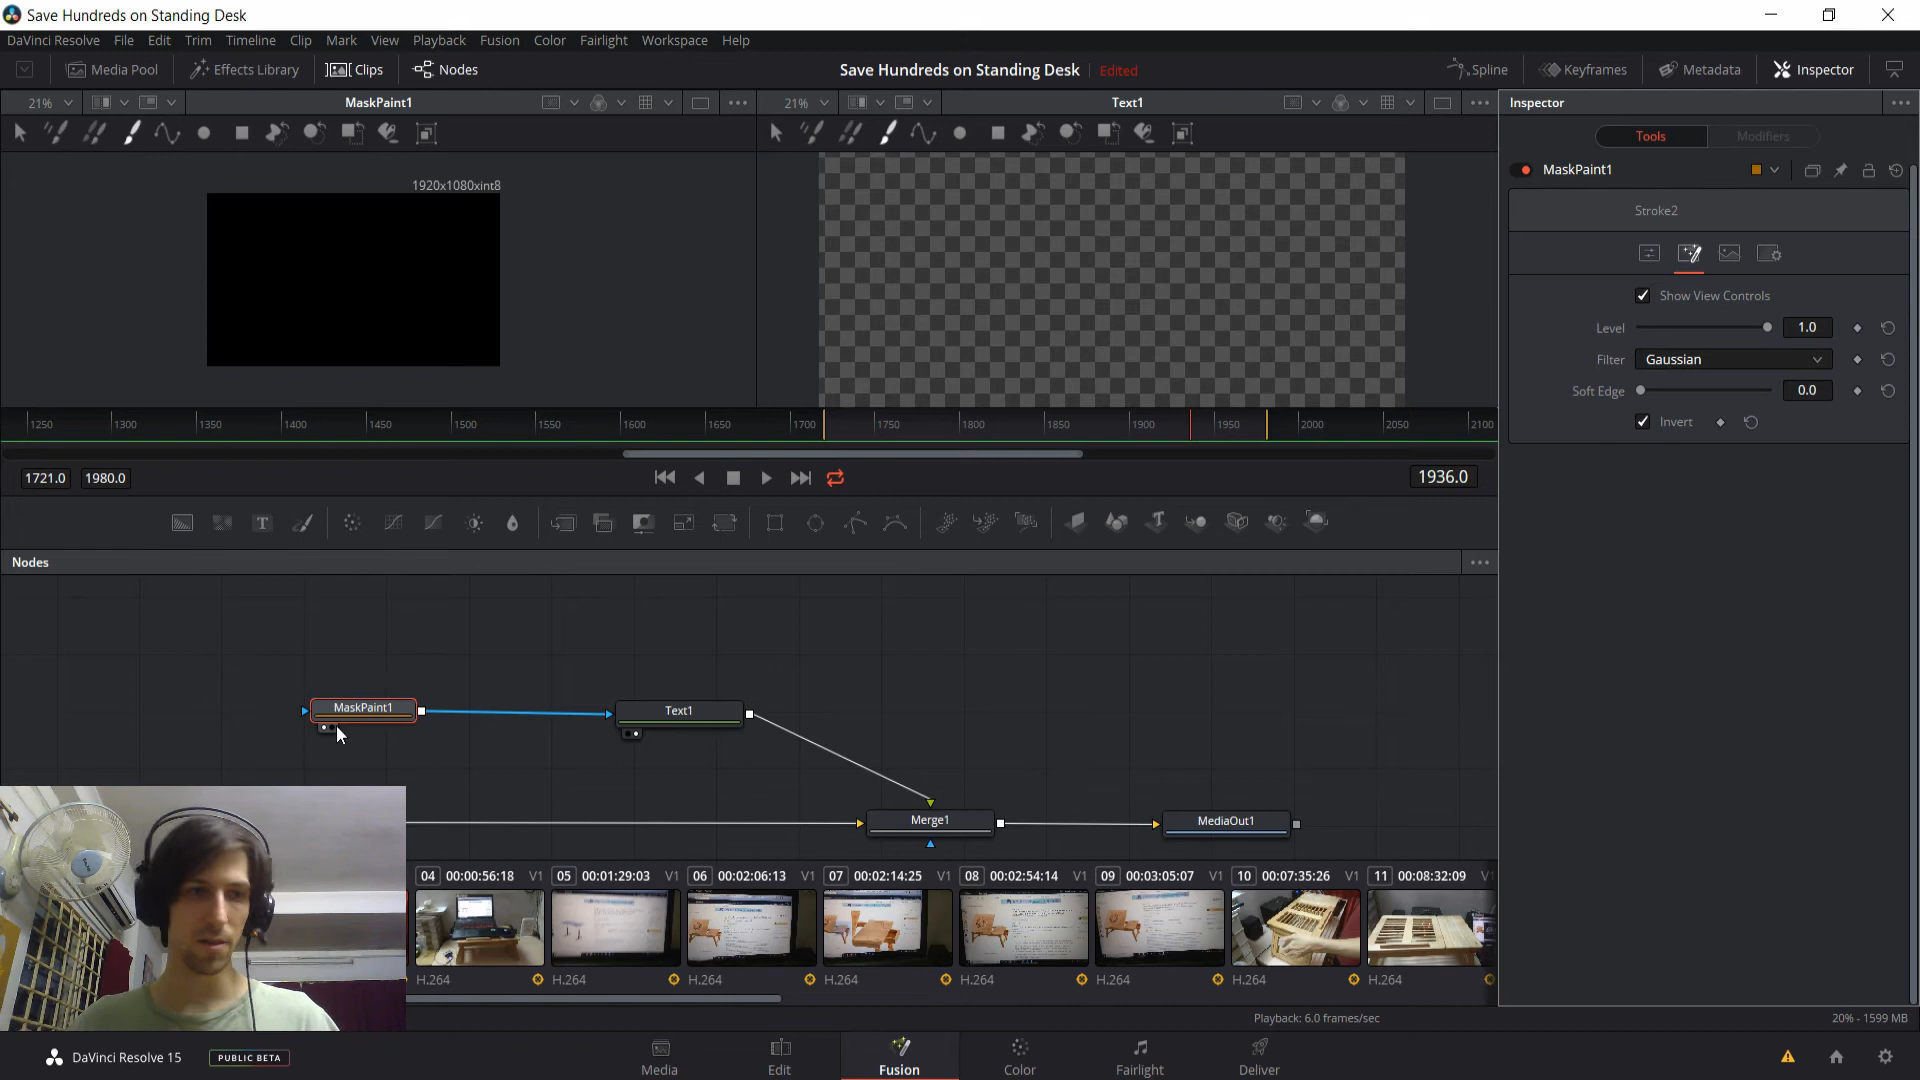 Save Hundreds on Standing Desk
DaVinci Resolve File Edit Trim Timeline Clip Mark View Playback Fusion Color Fairlight Workspace Help
Media Pool Effects Library Clips Nodes Save Hundreds on Standing Desk Edited Spline Keyframes Metadata Inspector
21% MaskPaint1 21% Text1 Inspector
Tools Modifiers
MaskPaint1
1920x1080xint8
Stroke2
Show View Controls
Level 1.0
Filter Gaussian
Soft Edge 0.0
Invert
1250 1300 1350 1400 1450 1500 1550 1600 1650 1700 1750 1800 1850 1900 1950 2000 2050 2100
1721.0 1980.0 1936.0
T T
Nodes
MaskPaint1 Text1
Merge1 MediaOut1
04 00:00:56:18 V1 05 00:01:29:03 V1 06 00:02:06:13 V1 07 00:02:14:25 V1 08 00:02:54:14 V1 09 00:03:05:07 V1 10 00:07:35:26 V1 11 00:08:32:09 V1
H.264 H.264 H.264 H.264 H.264 H.264 H.264 H.264
Playback: 6.0 frames/sec 20% - 1599 MB
DaVinci Resolve 15 PUBLIC BETA Media Edit Fusion Color Fairlight Deliver